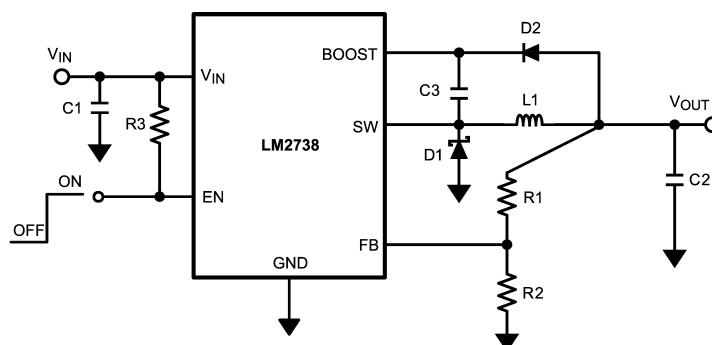 D2
BOOST
VIN
VIN
C3
L1
VOUT
C1
R3
SW
LM2738
D1
ON
EN
R1
C2
OFF
FB
GND
R2